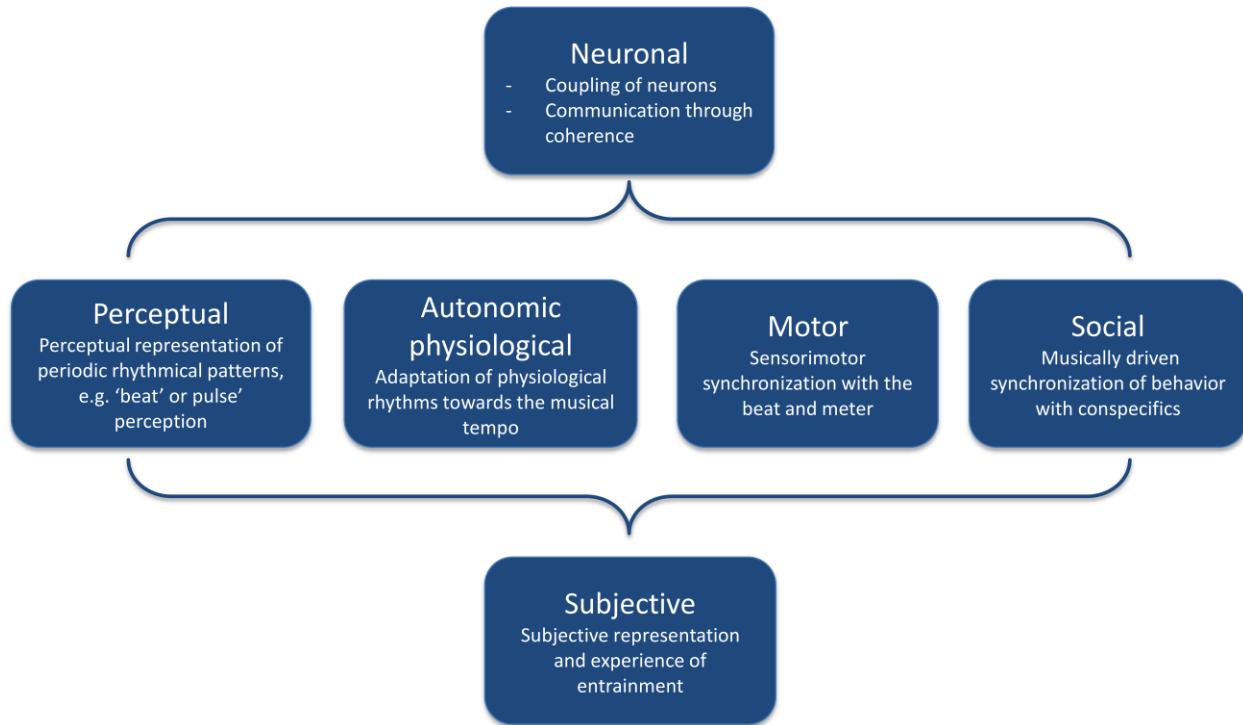 Neuronal
- Coupling of neurons
- Communication through
coherence
Perceptual
Perceptual representation of
periodic rhythmical patterns,
e.g. ‘beat’ or pulse’
perception
Autonomic
physiological
Adaptation of physiological
rhythms towards the musical
tempo
Motor
Sensorimotor
synchronization with the
beat and meter
Social
Musically driven
synchronization of behavior
with conspecifics
Subjective
Subjective representation
and experience of
entrainment